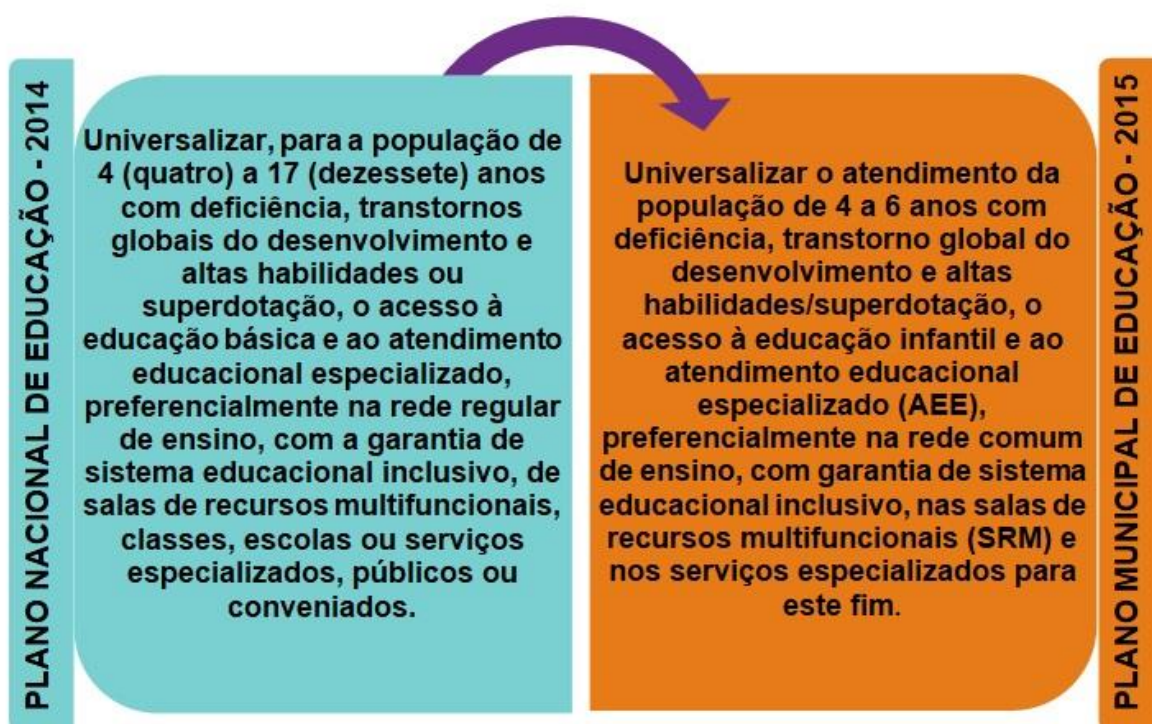 PLANO NACIONAL DE EDUCAÇÃO - 2014
Universalizar, para a população de
4 (quatro) a 17 (dezessete) anos
com deficiência, transtornos
globais do desenvolvimento e
altas habilidades ou
superdotação, o acesso à
educação básica e ao atendimento
educacional especializado,
preferencialmente na rede regular
de ensino, com a garantia de
sistema educacional inclusivo, de
salas de recursos multifuncionais,
classes, escolas ou serviços
especializados, públicos ou
conveniados.
Universalizar o atendimento da
população de 4 a 6 anos com
deficiência, transtorno global do
desenvolvimento e altas
habilidades/superdotação, o
acesso à educação infantil e ao
atendimento educacional
especializado (AEE),
preferencialmente na rede comum
de ensino, com garantia de sistema
educacional inclusivo, nas salas de
recursos multifuncionais (SRM) e
nos serviços especializados para
este fim.
PLANO MUNICIPAL DE EDUCAÇÃO - 2015